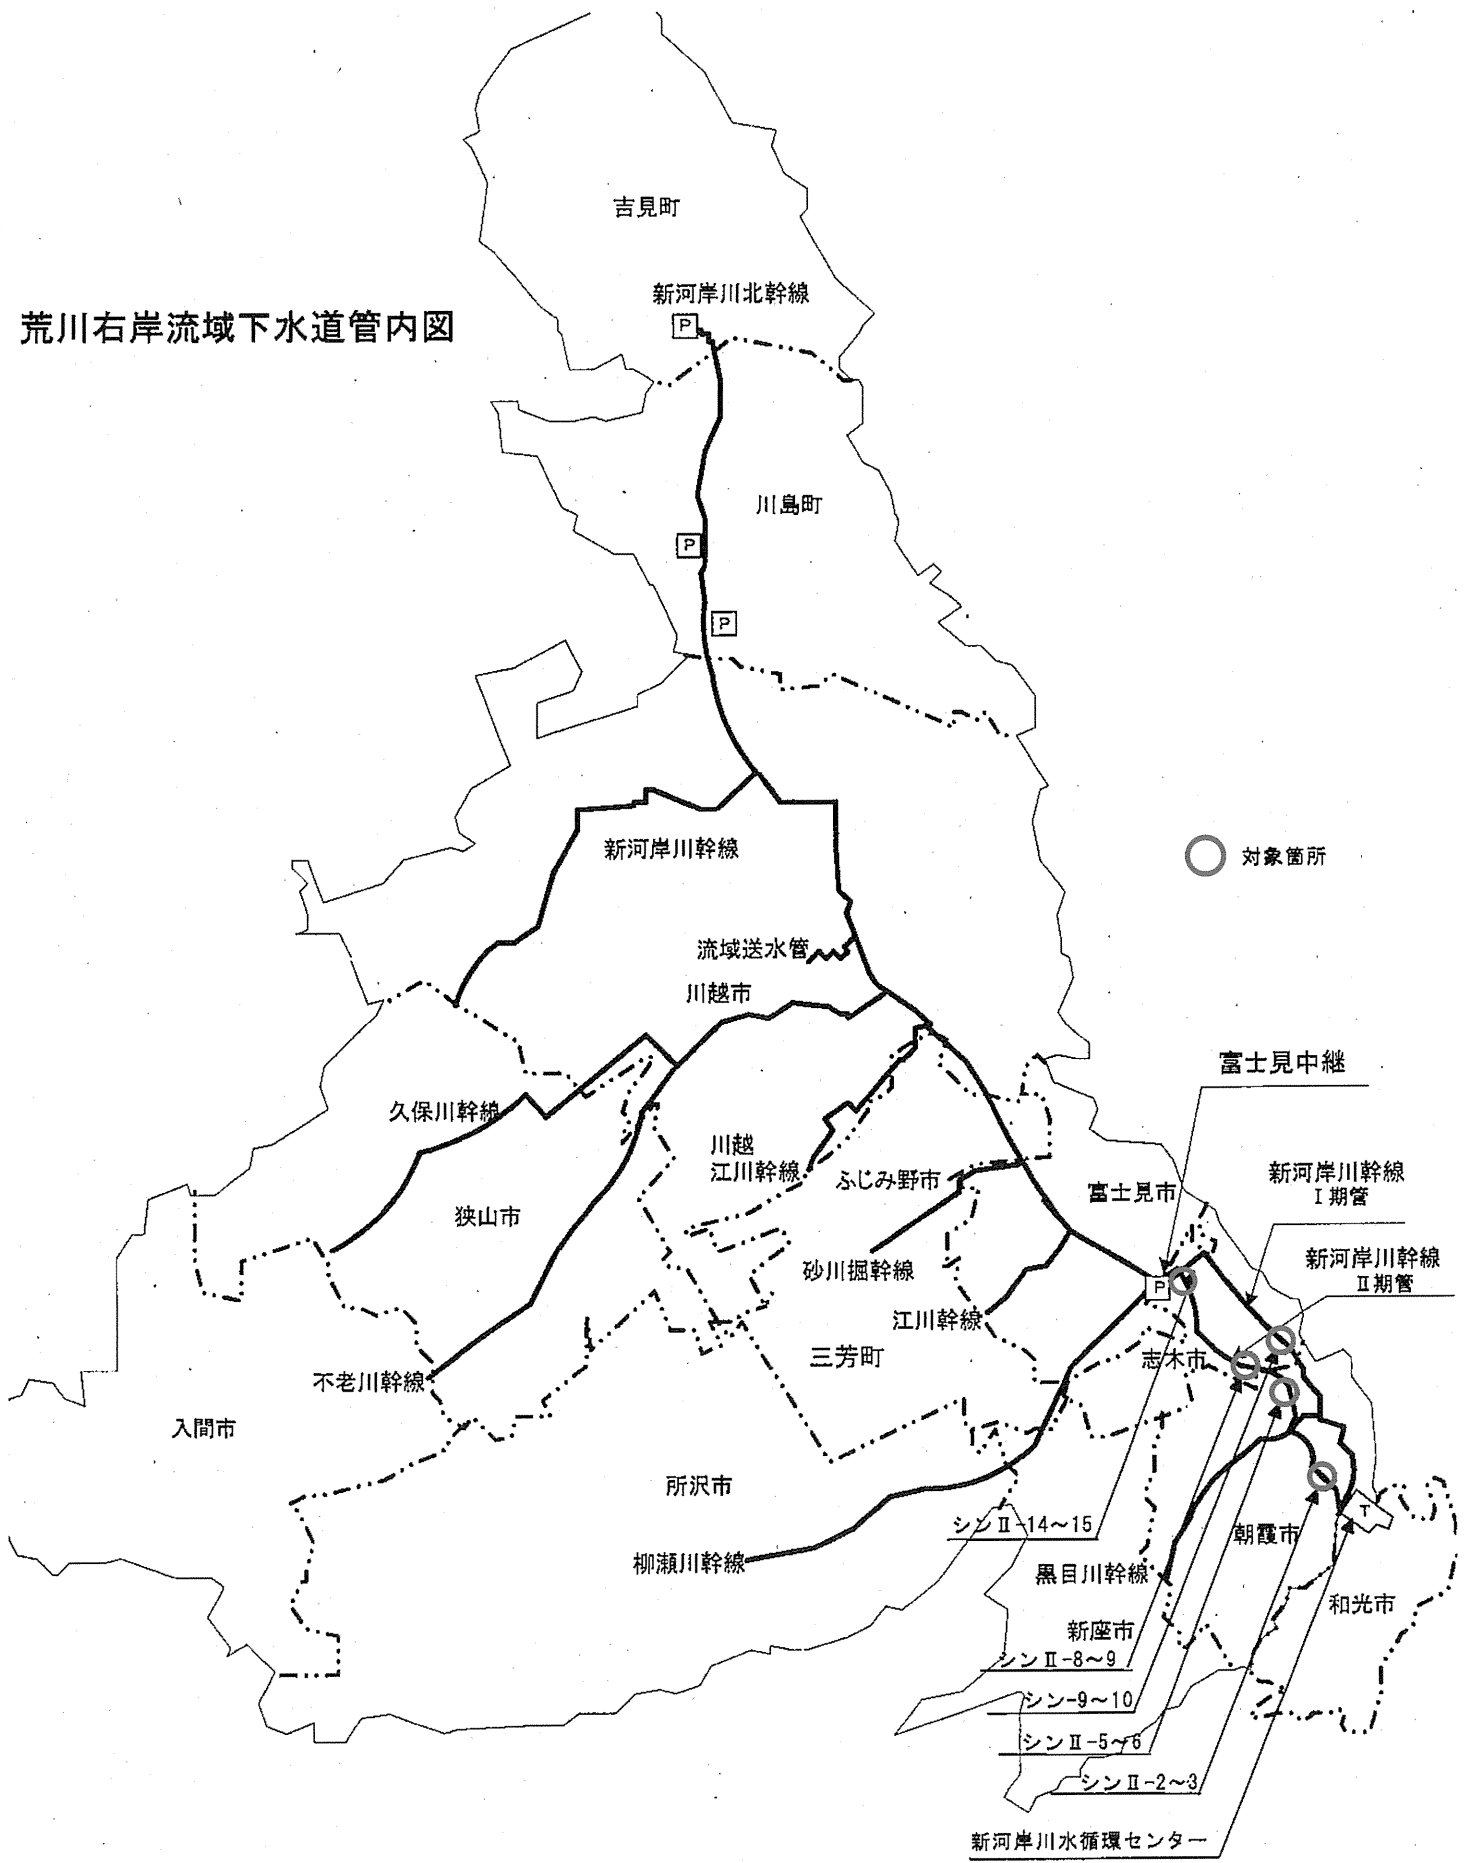 吉見町
新河岸川北幹線
P
荒川右岸流域下水道管内図
川島町
P
P
新河岸川幹線
対象箇所
流域送水管
川越市
富士見中継
久保川幹線
川越
江川幹線
ふじみ野市
富士見市
新河岸川幹線
Ⅰ期管
狭山市
砂川掘幹線
新河岸川幹線
Ⅱ期管
P
江川幹線
三芳町
志木市
不老川幹線
入間市
所沢市
シンⅡ-14～15
T
朝霞市
柳瀬川幹線
黒目川幹線
和光市
新座市
シンⅡ-8～9
シン-9～10
シンⅡ-5～6
シンⅡ-2～3
新河岸川水循環センター